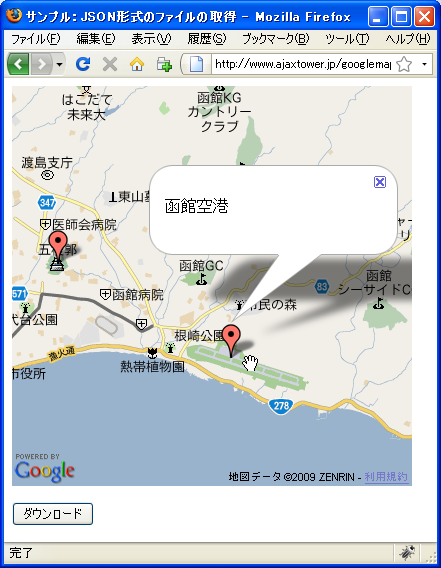 サンプル: JSON形式のファイルの取得 - Mozilla Firefox
ファイル(F) 編集(E) 表示(V) 履歴(S) ブックマーク(B) ツール(T) ヘルプ(H)
http://www.ajaxtower.jp/googlemap
はこだて
未来大
函館KG
カントリー
クラブ
渡島支庁
347
東山墓
函館空港
医師会病院
五稜郭
函館GC
函館
シーサイドC
83
571
函館病院
市民の森
代台公園
根崎公園
漁火通
熱帯植物園
市役所
278
POWERED BY
Google
地図データ ©2009 ZENRIN - 利用規約
ダウンロード
完了